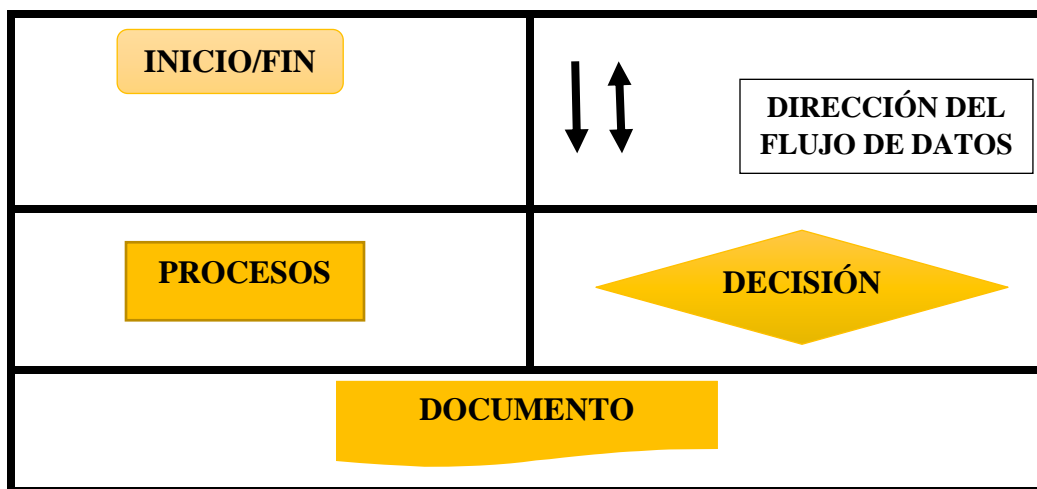 INICIO/FIN
DIRECCIÓN DEL
FLUJO DE DATOS
PROCESOS
DECISIÓN
DOCUMENTO